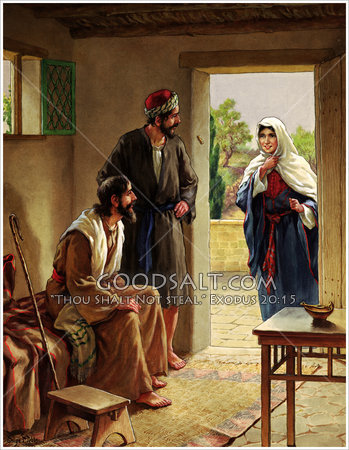 GOODSALT.COM
"THOU SHALT NOT STEAL." EXODUS 20:15